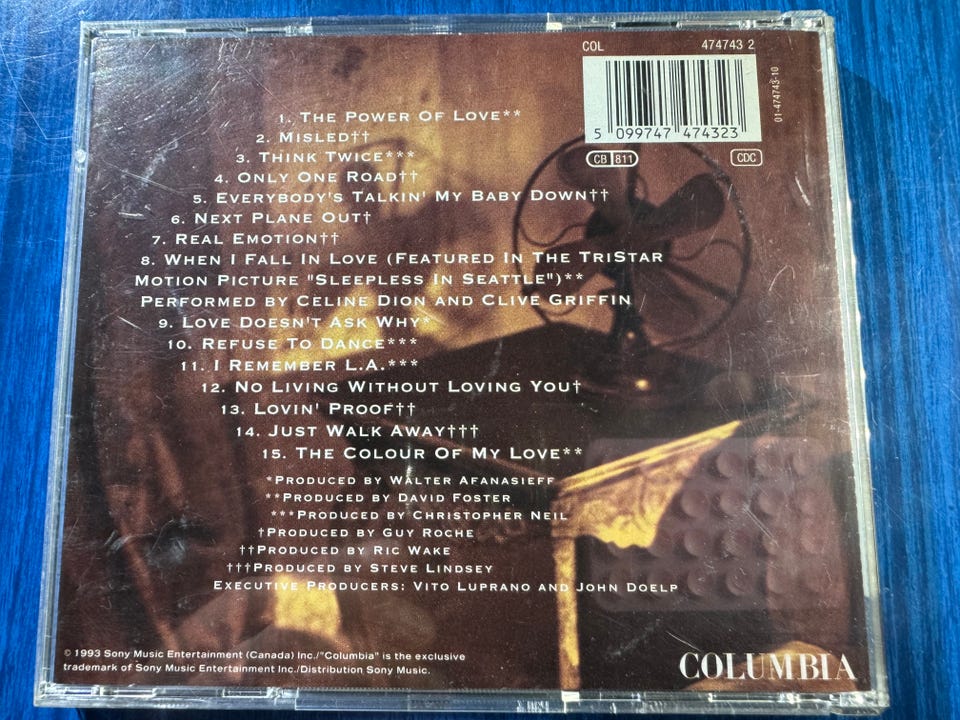 COL 474743 2
5 099747 474323
01-474743-10
CB 811
CDC
1. The Power Of Love**
2. Misled††
3. Think Twice***
4. Only One Road††
5. Everybody's Talkin' My Baby Down††
6. Next Plane Out†
7. Real Emotion††
8. When I Fall In Love (Featured In The TriStar
Motion Picture "Sleepless In Seattle")**
Performed by Celine Dion and Clive Griffin
9. Love Doesn't Ask Why*
10. Refuse To Dance***
11. I Remember L.A.***
12. No Living Without Loving You†
13. Lovin' Proof††
14. Just Walk Away†††
15. The Colour Of My Love**
*Produced by Walter Afanasieff
**Produced by David Foster
***Produced by Christopher Neil
†Produced by Guy Roche
††Produced by Ric Wake
†††Produced by Steve Lindsey
Executive Producers: Vito Luprano and John Doelp
© 1993 Sony Music Entertainment (Canada) Inc./"Columbia" is the exclusive
trademark of Sony Music Entertainment Inc./Distribution Sony Music.
COLUMBIA